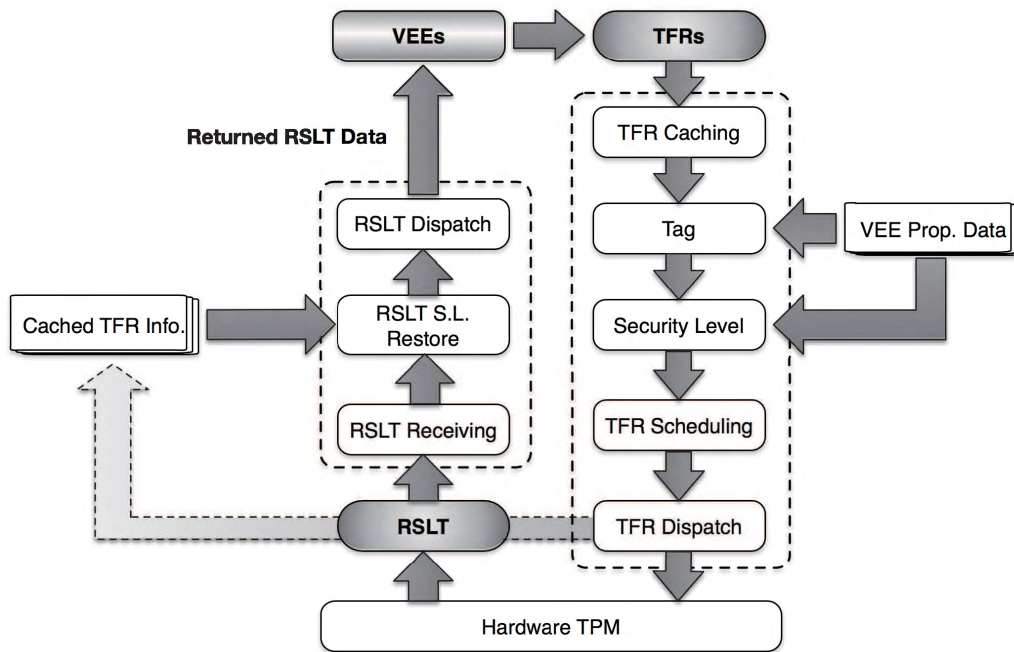 VEEs
TFRs
Returned RSLT Data
TFR Caching
RSLT Dispatch
Tag
VEE Prop. Data
Cached TFR Info.
RSLT S.L.
Restore
Security Level
RSLT Receiving
TFR Scheduling
RSLT
TFR Dispatch
Hardware TPM